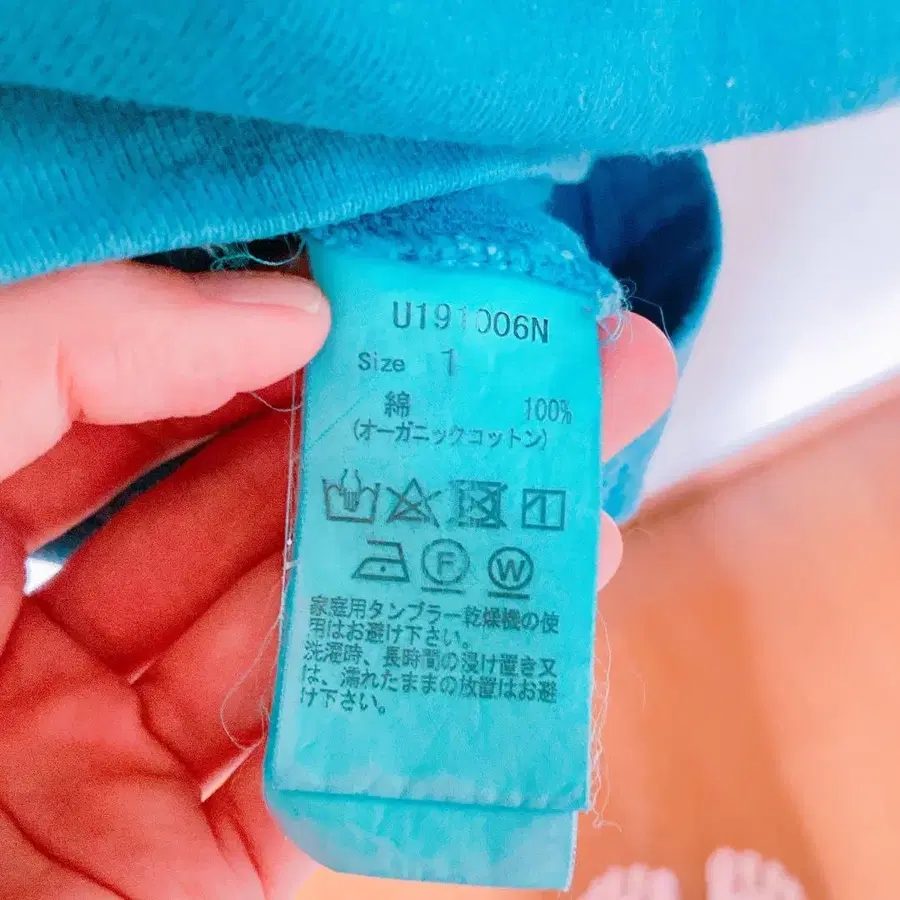 U191006N
Size 1
綿 100%
(オーガニックコットン)
F W
家庭用タンブラー乾燥機の使
用はお避け下さい。
洗濯時、長時間の浸け置き又
は、濡れたままの放置はお避
け下さい。